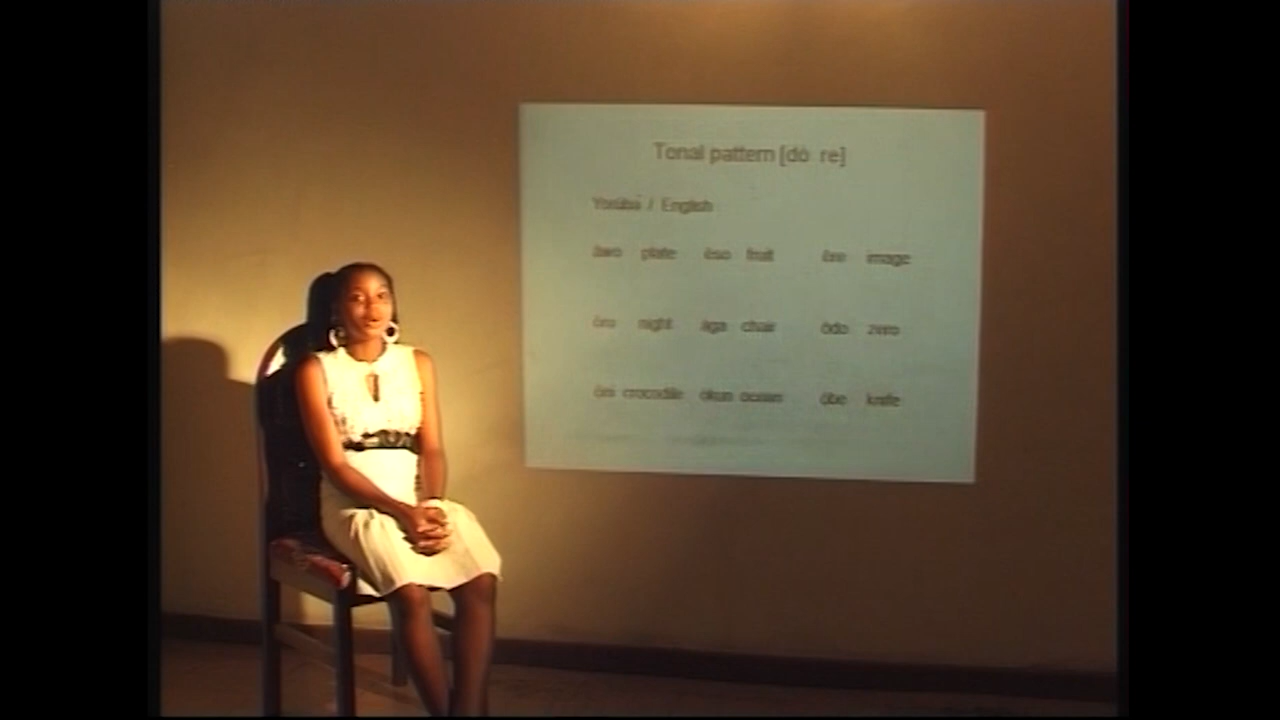 Tonal pattern [dò re]
Yorùbá / English
àwo plate èso fruit ère image
òru night àga chair òdo zero
òni crocodile òkun ocean òbe knife